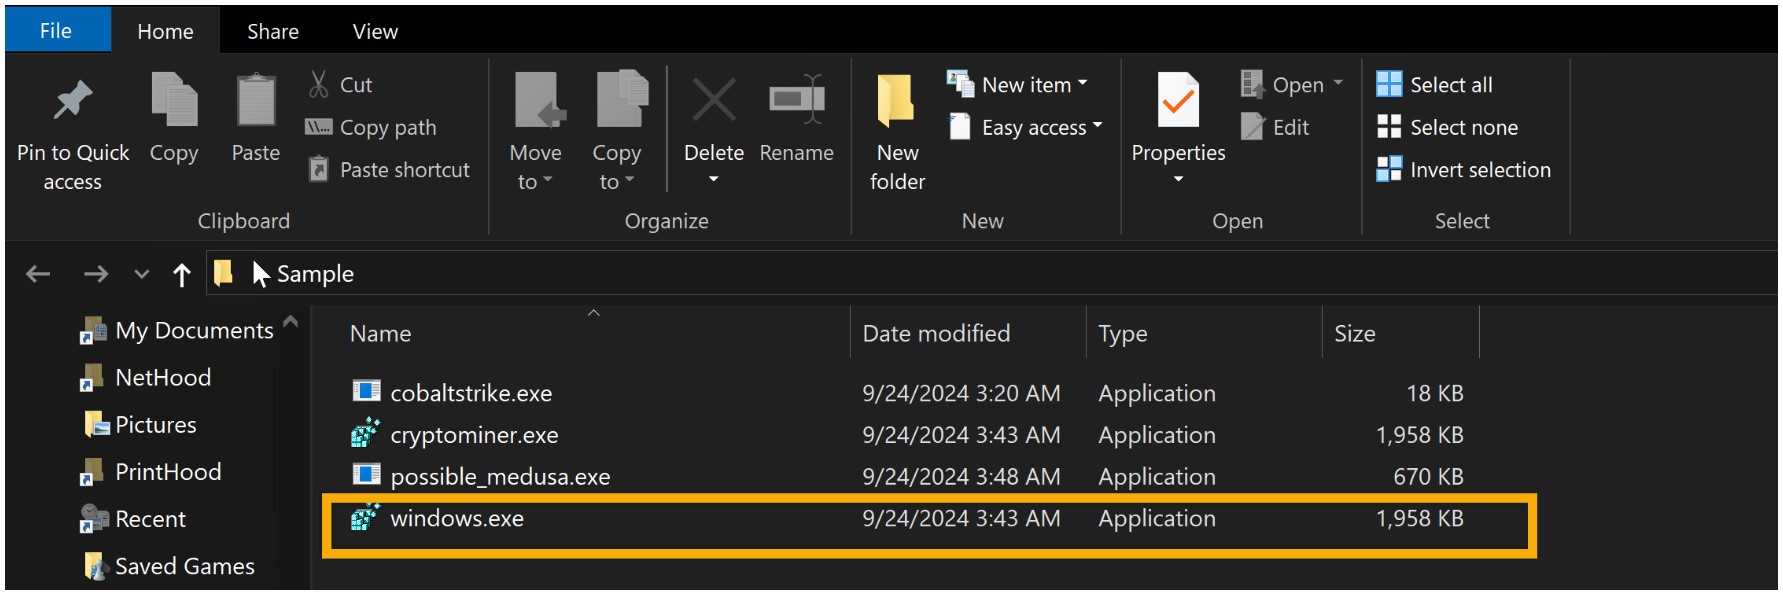 File Home Share View
Pin to Quick access
Copy
Paste
Cut
Copy path
Paste shortcut
Clipboard
Move to
Copy to
Delete
Rename
Organize
New folder
New item
Easy access
New
Properties
Open
Edit
Open
Select all
Select none
Invert selection
Select
Sample
My Documents
NetHood
Pictures
PrintHood
Recent
Saved Games
Name Date modified Type Size
cobaltstrike.exe 9/24/2024 3:20 AM Application 18 KB
cryptominer.exe 9/24/2024 3:43 AM Application 1,958 KB
possible_medusa.exe 9/24/2024 3:48 AM Application 670 KB
windows.exe 9/24/2024 3:43 AM Application 1,958 KB